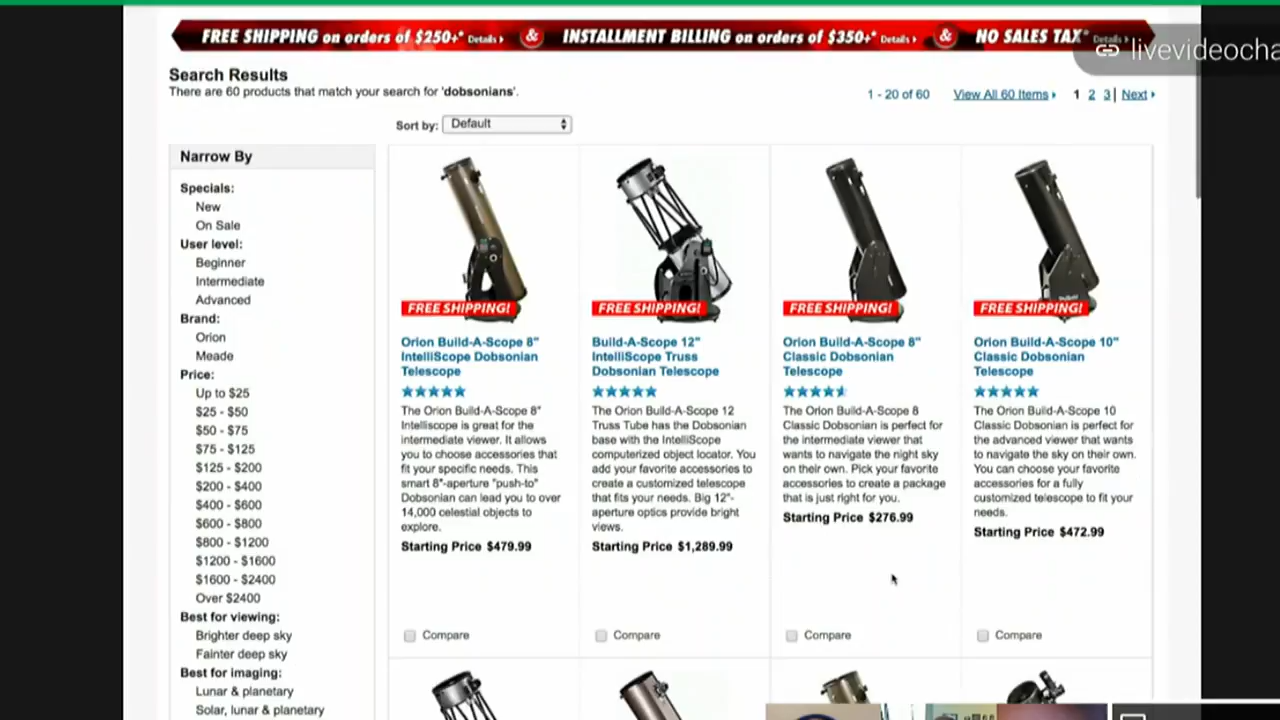 FREE SHIPPING on orders of $250+* Details & INSTALLMENT BILLING on orders of $350+* Details & NO SALES TAX* Details
livevideocha
Search Results
There are 60 products that match your search for 'dobsonians'.
1 - 20 of 60 View All 60 Items 1 2 3 | Next
Sort by: Default
Narrow By
Specials:
New
On Sale
User level:
Beginner
Intermediate
Advanced
Brand:
Orion
Meade
Price:
Up to $25
$25 - $50
$50 - $75
$75 - $125
$125 - $200
$200 - $400
$400 - $600
$600 - $800
$800 - $1200
$1200 - $1600
$1600 - $2400
Over $2400
Best for viewing:
Brighter deep sky
Fainter deep sky
Best for imaging:
Lunar & planetary
Solar, lunar & planetary
FREE SHIPPING!
Orion Build-A-Scope 8"
IntelliScope Dobsonian
Telescope
The Orion Build-A-Scope 8"
Intelliscope is great for the
intermediate viewer. It allows
you to choose accessories that
fit your specific needs. This
smart 8"-aperture "push-to"
Dobsonian can lead you to over
14,000 celestial objects to
explore.
Starting Price $479.99
Compare
FREE SHIPPING!
Build-A-Scope 12"
IntelliScope Truss
Dobsonian Telescope
The Orion Build-A-Scope 12
Truss Tube has the Dobsonian
base with the IntelliScope
computerized object locator. You
add your favorite accessories to
create a customized telescope
that fits your needs. Big 12"-
aperture optics provide bright
views.
Starting Price $1,289.99
Compare
FREE SHIPPING!
Orion Build-A-Scope 8"
Classic Dobsonian
Telescope
The Orion Build-A-Scope 8
Classic Dobsonian is perfect for
the intermediate viewer that
wants to navigate the night sky
on their own. Pick your favorite
accessories to create a package
that is just right for you.
Starting Price $276.99
Compare
FREE SHIPPING!
Orion Build-A-Scope 10"
Classic Dobsonian
Telescope
The Orion Build-A-Scope 10
Classic Dobsonian is perfect for
the advanced viewer that wants
to navigate the sky on their own.
You can choose your favorite
accessories for a fully
customized telescope to fit your
needs.
Starting Price $472.99
Compare